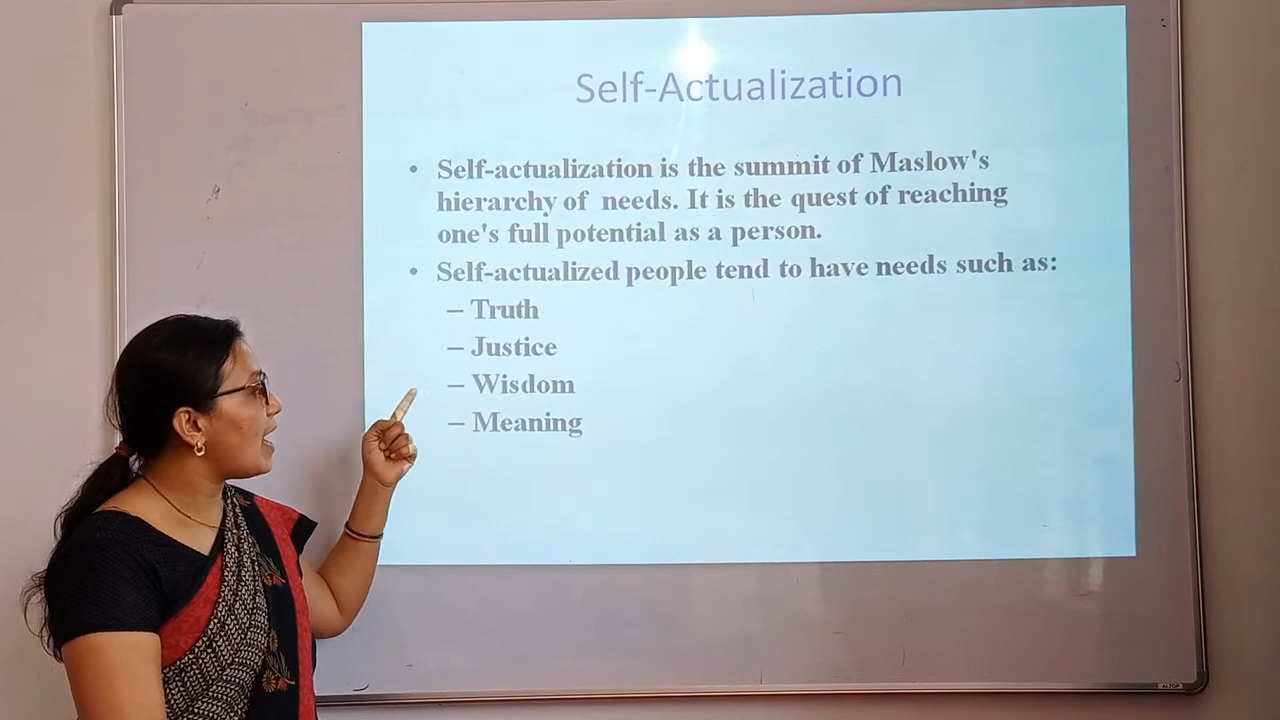 Self-Actualization
• Self-actualization is the summit of Maslow's
hierarchy of needs. It is the quest of reaching
one's full potential as a person.
• Self-actualized people tend to have needs such as:
– Truth
– Justice
– Wisdom
– Meaning
ALTOP